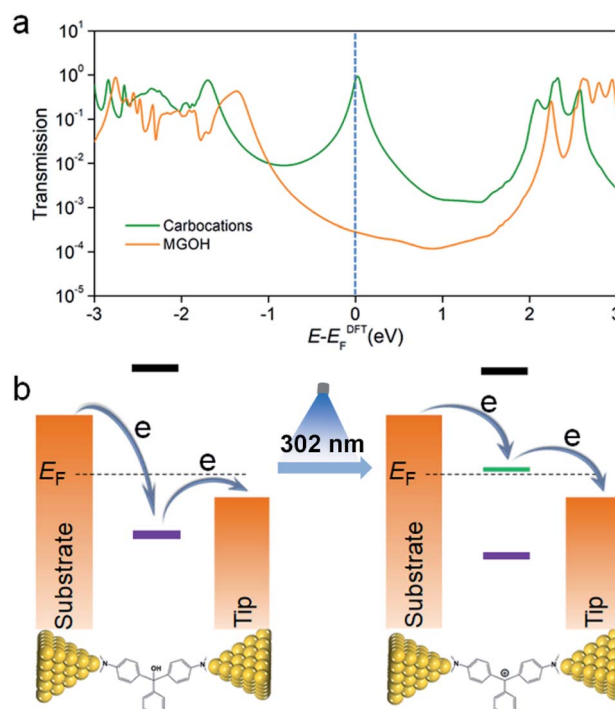 a
Transmission
10¹
10⁰
10⁻¹
10⁻²
10⁻³
10⁻⁴
10⁻⁵
Carbocations
MGOH
-3 -2 -1 0 1 2 3
E-E_F^DFT(eV)
b
e
e
E_F
Substrate
Tip
302 nm
e
e
E_F
Substrate
Tip
N OH N
N ⊕ N